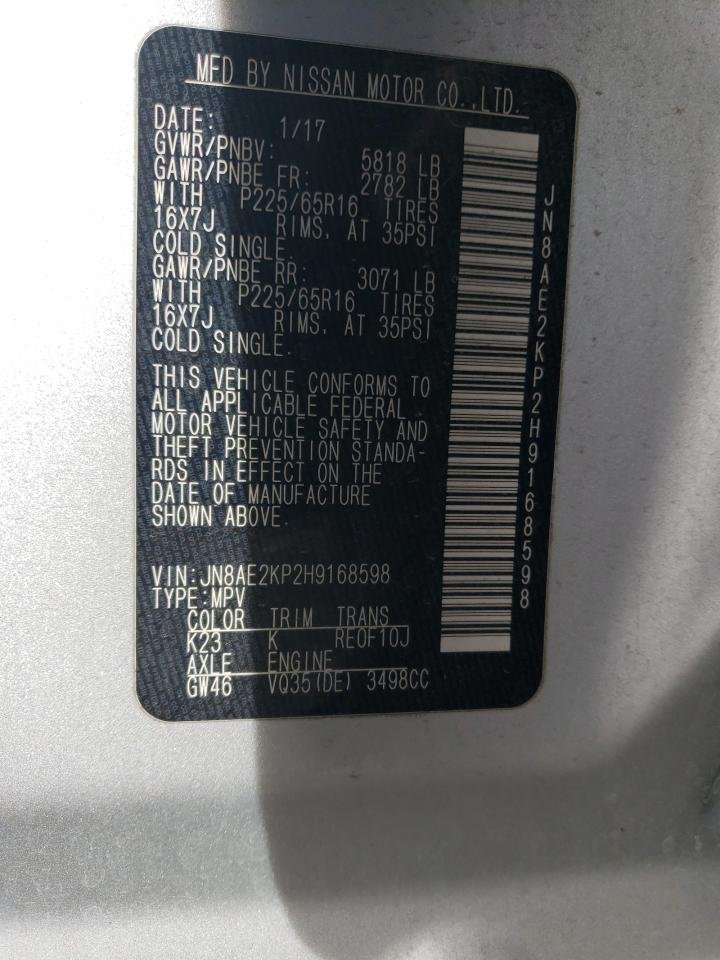 MFD BY NISSAN MOTOR CO.,LTD.
DATE: 1/17
GVWR/PNBV: 5818 LB
GAWR/PNBE FR: 2782 LB
WITH P225/65R16 TIRES
16X7J RIMS, AT 35PSI
COLD SINGLE.
GAWR/PNBE RR: 3071 LB
WITH P225/65R16 TIRES
16X7J RIMS, AT 35PSI
COLD SINGLE.
THIS VEHICLE CONFORMS TO
ALL APPLICABLE FEDERAL
MOTOR VEHICLE SAFETY AND
THEFT PREVENTION STANDA-
RDS IN EFFECT ON THE
DATE OF MANUFACTURE
SHOWN ABOVE.
VIN:JN8AE2KP2H9168598
TYPE:MPV
COLOR TRIM TRANS
K23 K RE0F10J
AXLE ENGINE
GW46 VQ35(DE) 3498CC
JN8AE2KP2H9168598